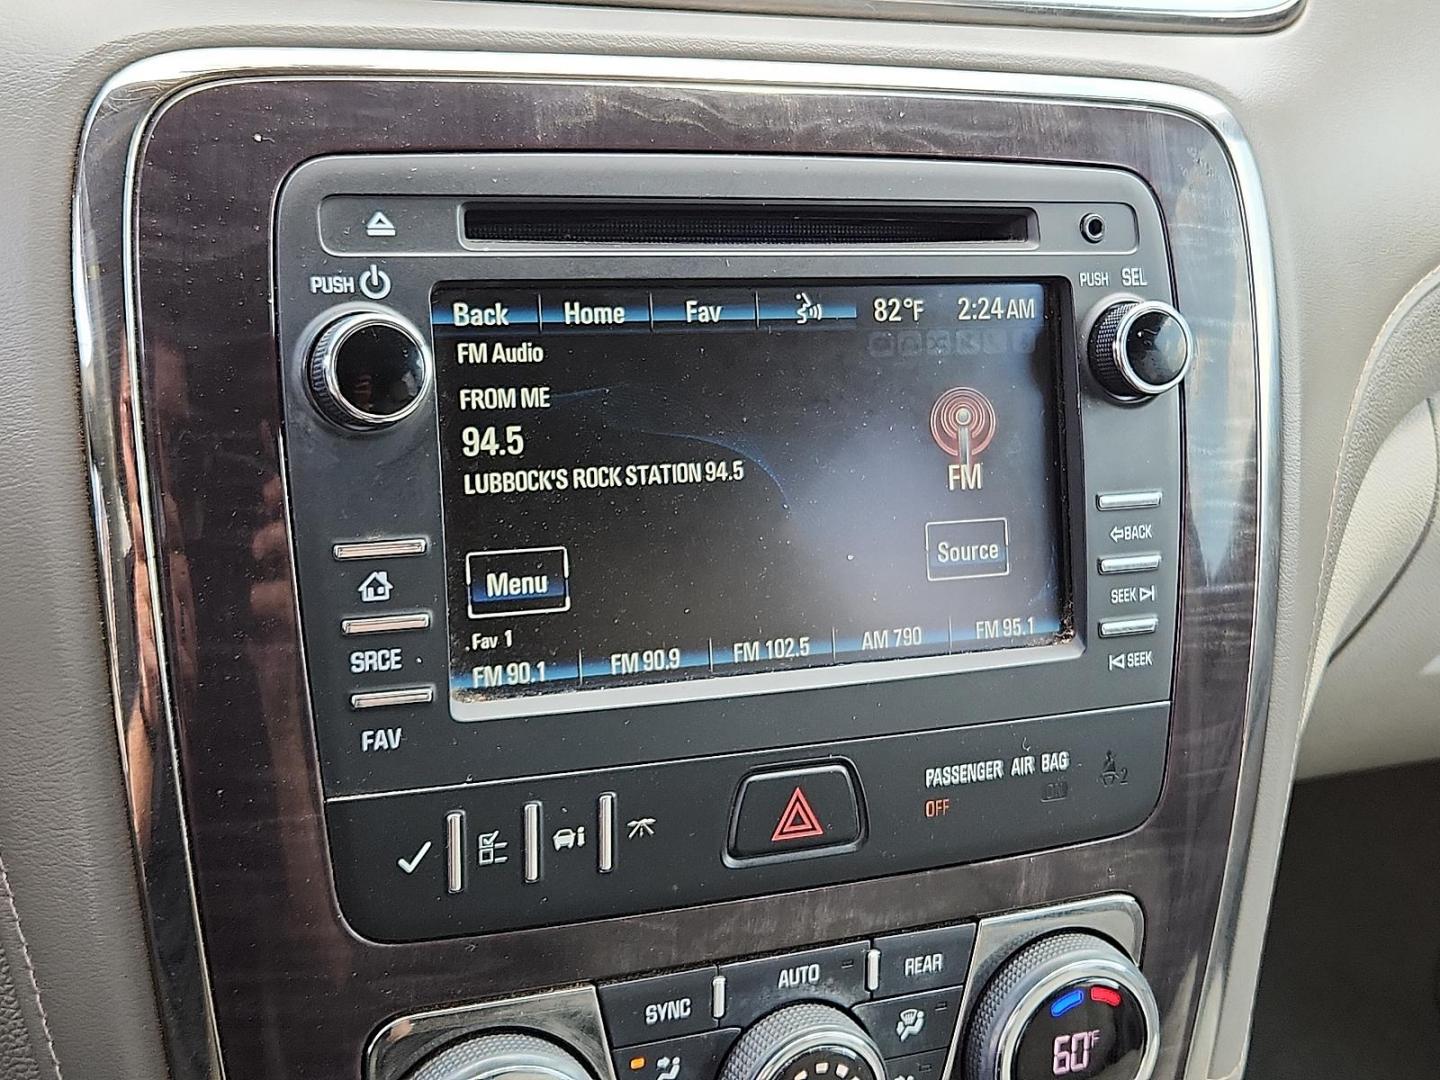 PUSH
PUSH SEL
Back Home Fav 82°F 2:24 AM
FM Audio
FROM ME
94.5
LUBBOCK'S ROCK STATION 94.5
FM
Menu
Source
Fav 1
FM 90.1 FM 90.9 FM 102.5 AM 790 FM 95.1
SRCE
FAV
BACK
SEEK
SEEK
PASSENGER AIR BAG
OFF ON
2
SYNC AUTO REAR
60°F